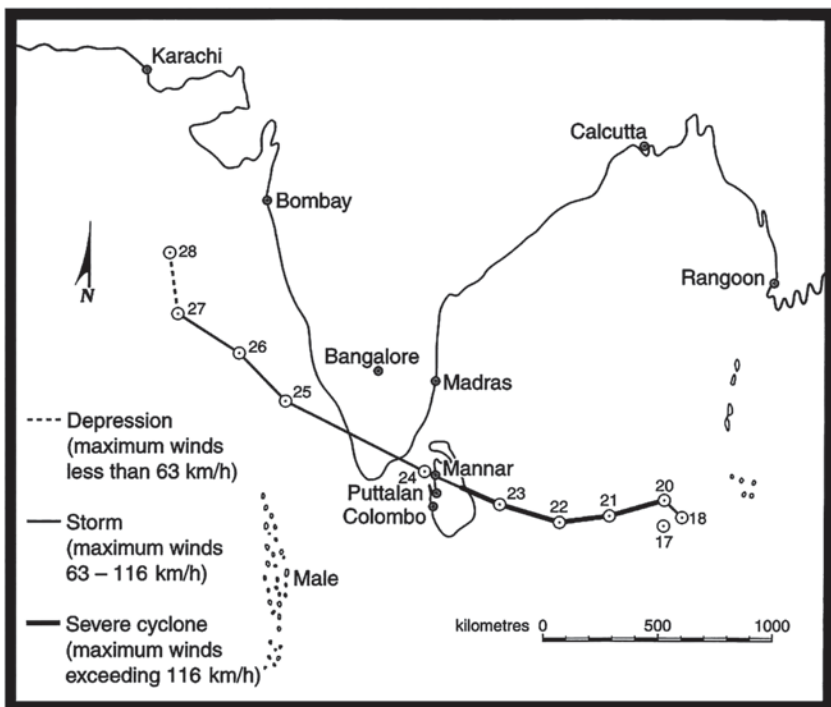 Karachi
Calcutta
Bombay
28
Rangoon
N
27
26
Bangalore
25
Madras
Depression
(maximum winds
less than 63 km/h)
24
Mannar
Puttalan
23
20
Colombo
22
21
18
17
Storm
(maximum winds
63 – 116 km/h)
Male
Severe cyclone
(maximum winds
exceeding 116 km/h)
kilometres 0 500 1000